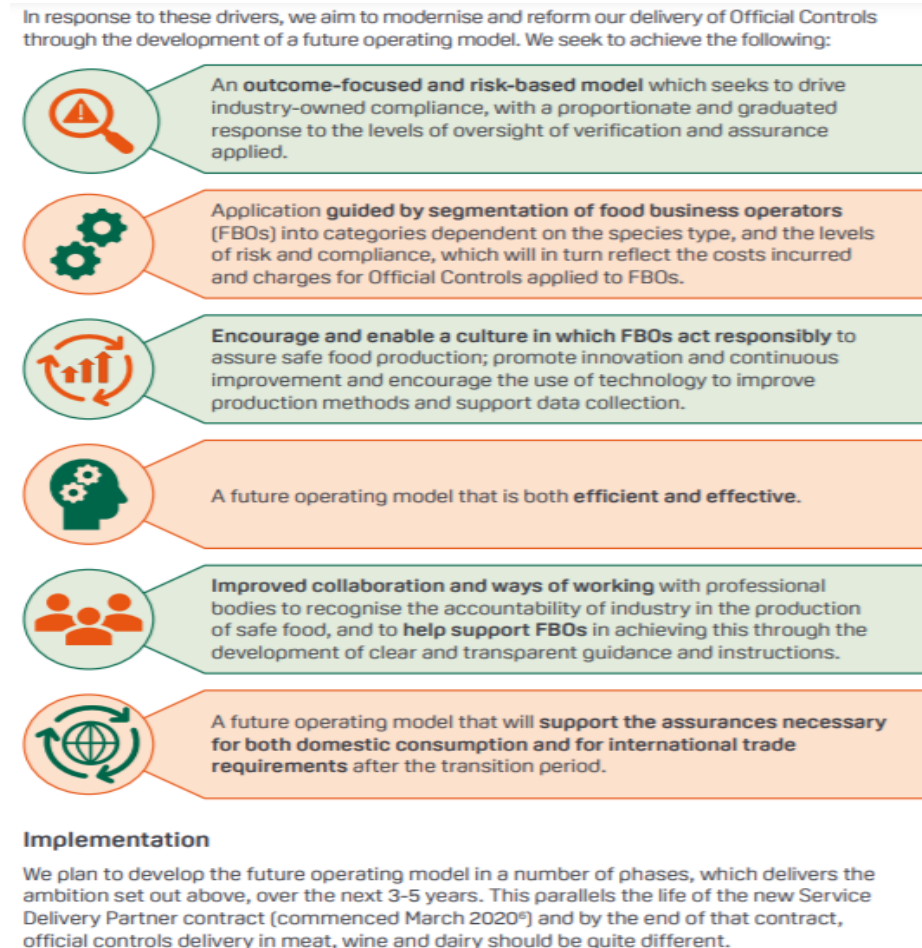 In response to these drivers, we aim to modernise and reform our delivery of Official Controls
through the development of a future operating model. We seek to achieve the following:
An outcome-focused and risk-based model which seeks to drive
industry-owned compliance, with a proportionate and graduated
response to the levels of oversight of verification and assurance
applied.
Application guided by segmentation of food business operators
(FBOs) into categories dependent on the species type, and the levels
of risk and compliance, which will in turn reflect the costs incurred
and charges for Official Controls applied to FBOs.
Encourage and enable a culture in which FBOs act responsibly to
assure safe food production; promote innovation and continuous
improvement and encourage the use of technology to improve
production methods and support data collection.
A future operating model that is both efficient and effective.
Improved collaboration and ways of working with professional
bodies to recognise the accountability of industry in the production
of safe food, and to help support FBOs in achieving this through the
development of clear and transparent guidance and instructions.
A future operating model that will support the assurances necessary
for both domestic consumption and for international trade
requirements after the transition period.
Implementation
We plan to develop the future operating model in a number of phases, which delivers the
ambition set out above, over the next 3-5 years. This parallels the life of the new Service
Delivery Partner contract (commenced March 2020⁶) and by the end of that contract,
official controls delivery in meat, wine and dairy should be quite different.